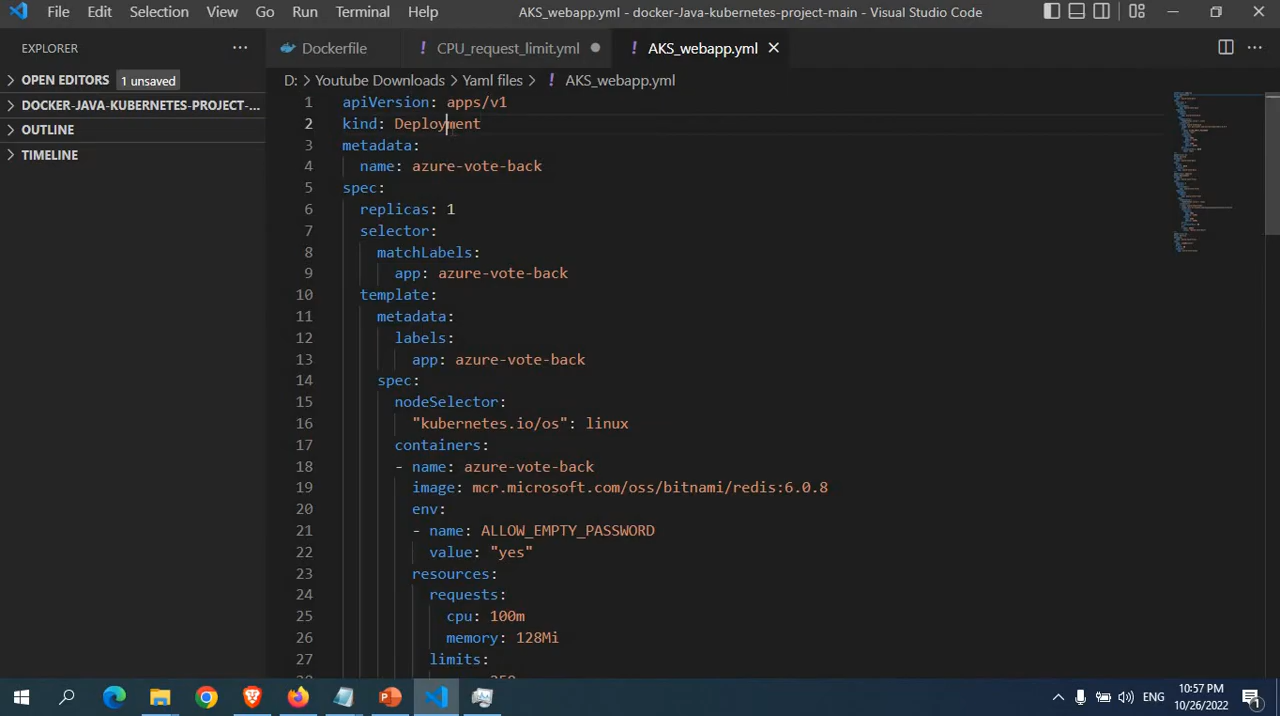 File Edit Selection View Go Run Terminal Help AKS_webapp.yml - docker-Java-kubernetes-project-main - Visual Studio Code
EXPLORER ... Dockerfile ! CPU_request_limit.yml ! AKS_webapp.yml
OPEN EDITORS 1 unsaved
DOCKER-JAVA-KUBERNETES-PROJECT-...
OUTLINE
TIMELINE
D: > Youtube Downloads > Yaml files > ! AKS_webapp.yml
1 apiVersion: apps/v1
2 kind: Deployment
3 metadata:
4 name: azure-vote-back
5 spec:
6 replicas: 1
7 selector:
8 matchLabels:
9 app: azure-vote-back
10 template:
11 metadata:
12 labels:
13 app: azure-vote-back
14 spec:
15 nodeSelector:
16 "kubernetes.io/os": linux
17 containers:
18 - name: azure-vote-back
19 image: mcr.microsoft.com/oss/bitnami/redis:6.0.8
20 env:
21 - name: ALLOW_EMPTY_PASSWORD
22 value: "yes"
23 resources:
24 requests:
25 cpu: 100m
26 memory: 128Mi
27 limits:
ENG 10:57 PM
10/26/2022 1